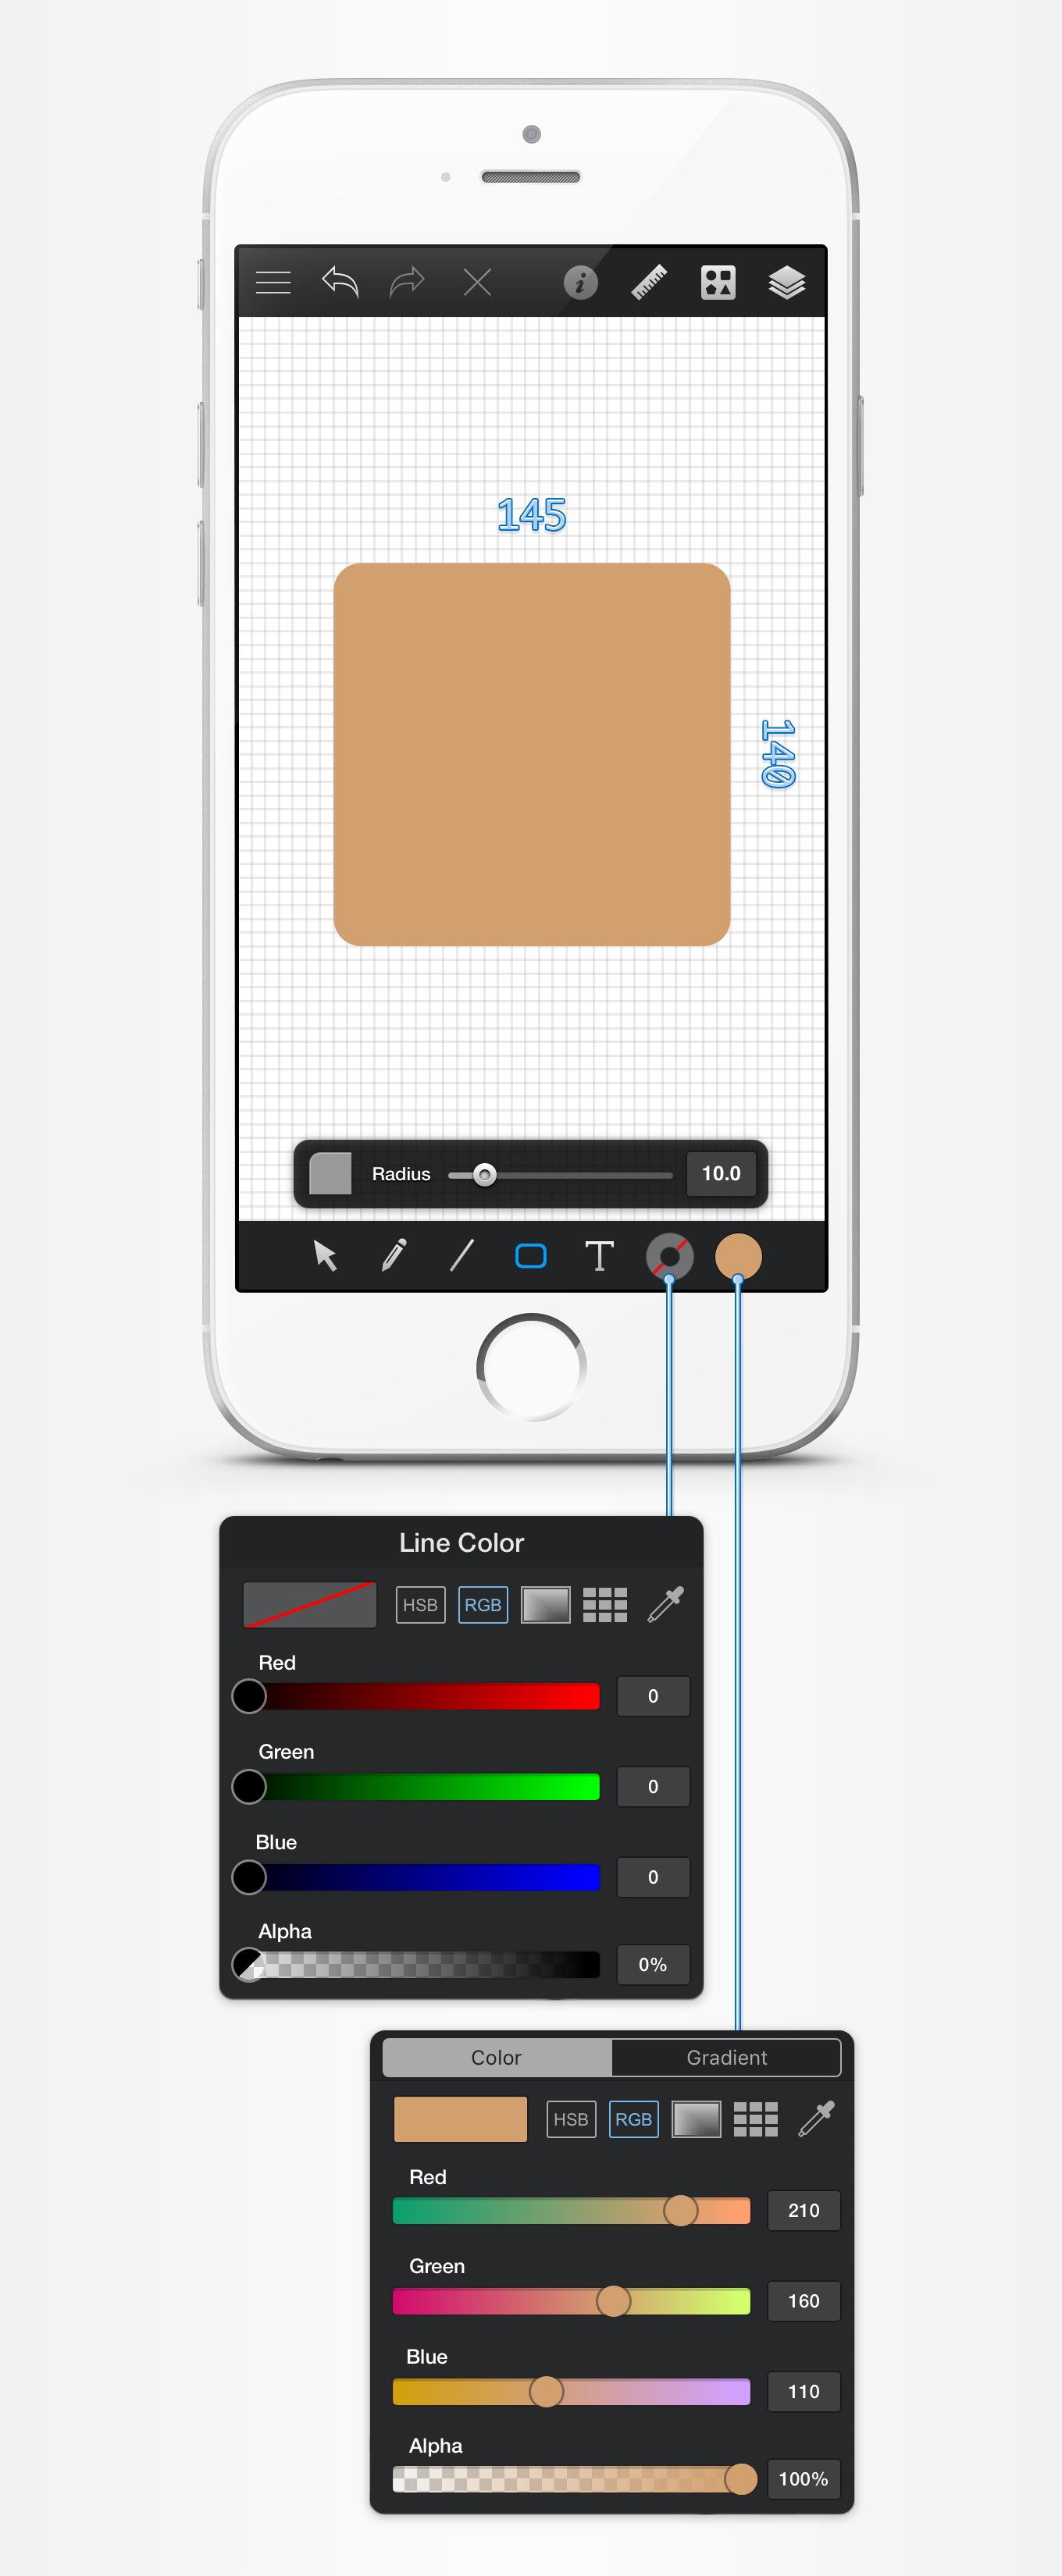 145
140
Radius 10.0
T
Line Color
HSB RGB
Red
0
Green
0
Blue
0
Alpha
0%
Color Gradient
HSB RGB
Red
210
Green
160
Blue
110
Alpha
100%